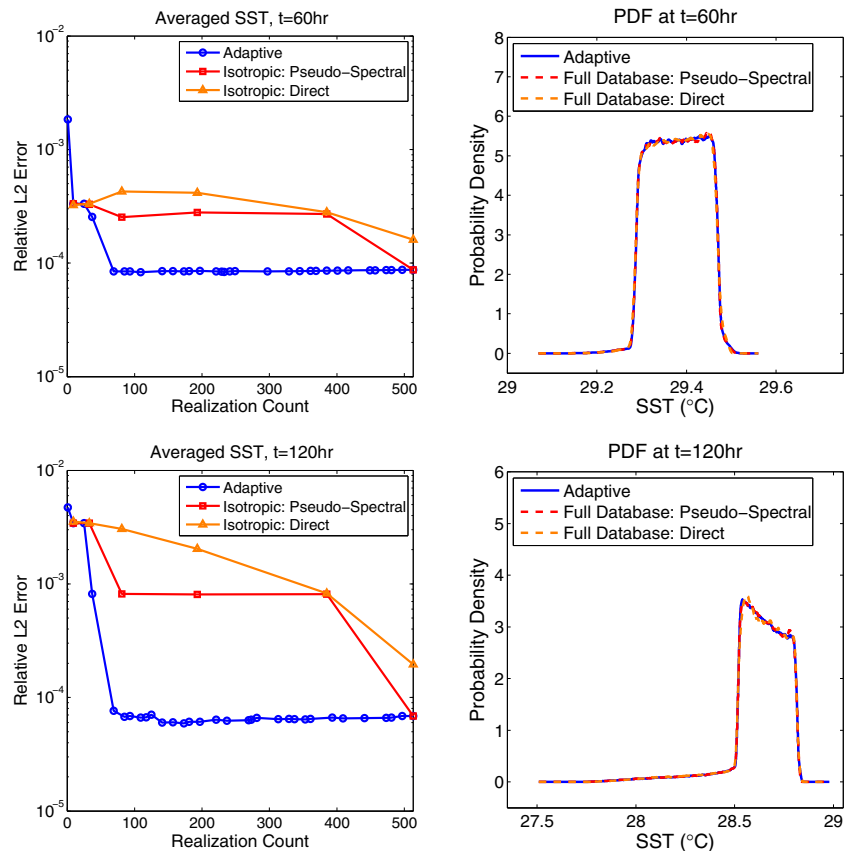 Averaged SST, t=60hr
Relative L2 Error
10⁻²
10⁻³
10⁻⁴
10⁻⁵
Adaptive
Isotropic: Pseudo-Spectral
Isotropic: Direct
0 100 200 300 400 500
Realization Count
PDF at t=60hr
Probability Density
8
7
6
5
4
3
2
1
0
Adaptive
Full Database: Pseudo-Spectral
Full Database: Direct
29 29.2 29.4 29.6
SST (°C)
Averaged SST, t=120hr
Relative L2 Error
10⁻²
10⁻³
10⁻⁴
10⁻⁵
Adaptive
Isotropic: Pseudo-Spectral
Isotropic: Direct
0 100 200 300 400 500
Realization Count
PDF at t=120hr
Probability Density
6
5
4
3
2
1
0
Adaptive
Full Database: Pseudo-Spectral
Full Database: Direct
27.5 28 28.5 29
SST (°C)